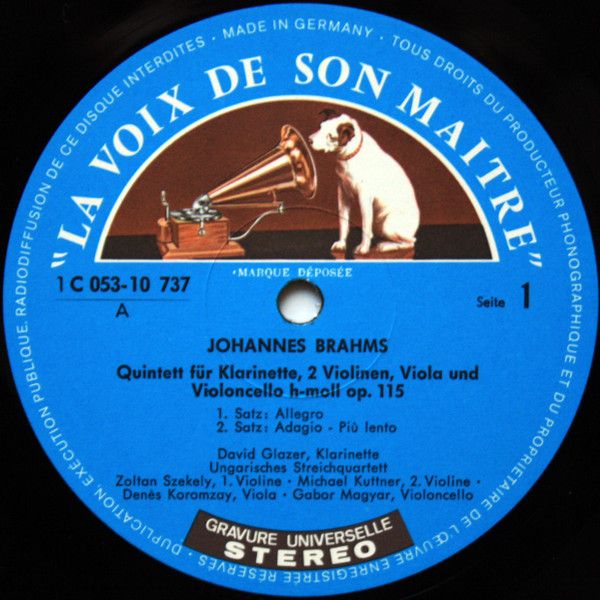 DUPLICATION, EXÉCUTION PUBLIQUE, RADIODIFFUSION DE CE DISQUE INTERDITES • MADE IN GERMANY • TOUS DROITS DU PRODUCTEUR PHONOGRAPHIQUE ET DU PROPRIETAIRE DE L'ŒUVRE ENREGISTRÉE RÉSERVÉS •
"LA VOIX DE SON MAITRE"
•MARQUE DÉPOSÉE
1 C 053-10 737
A
Seite 1
JOHANNES BRAHMS
Quintett für Klarinette, 2 Violinen, Viola und
Violoncello h-moll op. 115
1. Satz: Allegro
2. Satz: Adagio - Più lento
David Glazer, Klarinette
Ungarisches Streichquartett
Zoltan Szekely, 1. Violine • Michael Kuttner, 2. Violine •
Denès Koromzay, Viola • Gabor Magyar, Violoncello
GRAVURE UNIVERSELLE
STEREO